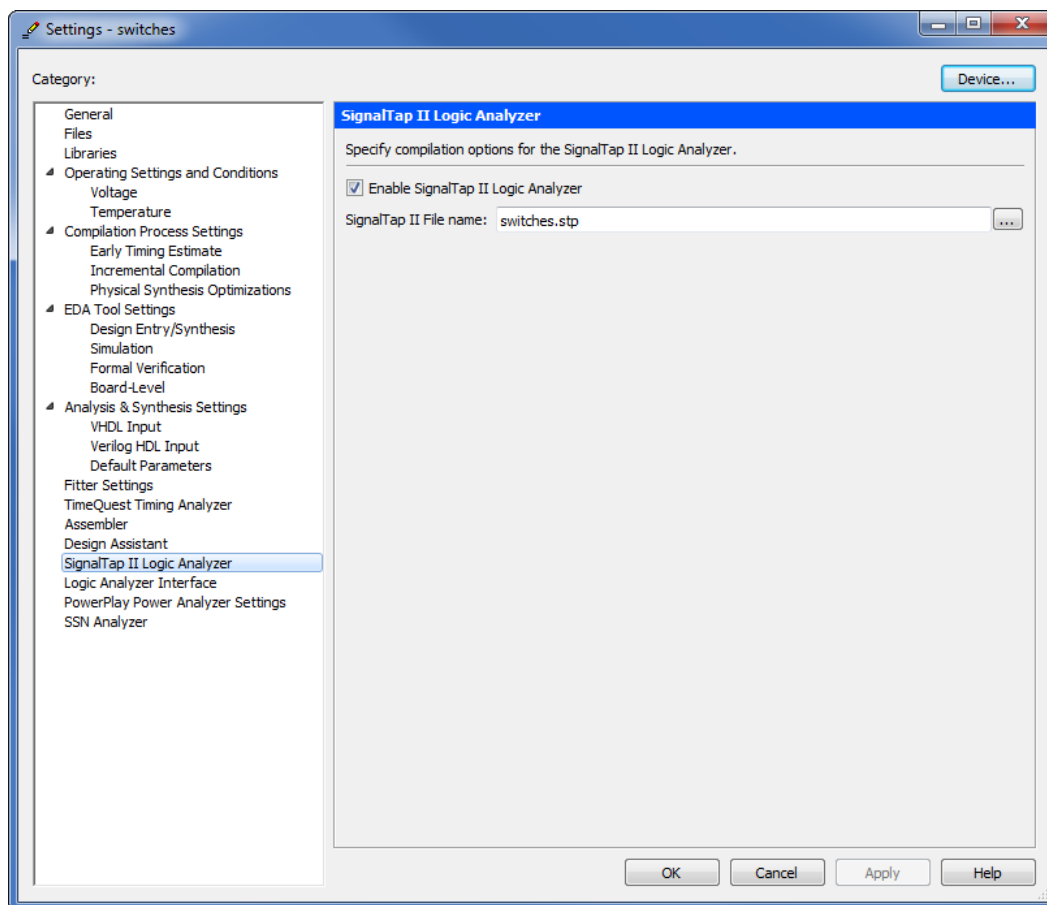 Settings - switches
Category:
Device...
General
Files
Libraries
Operating Settings and Conditions
Voltage
Temperature
Compilation Process Settings
Early Timing Estimate
Incremental Compilation
Physical Synthesis Optimizations
EDA Tool Settings
Design Entry/Synthesis
Simulation
Formal Verification
Board-Level
Analysis & Synthesis Settings
VHDL Input
Verilog HDL Input
Default Parameters
Fitter Settings
TimeQuest Timing Analyzer
Assembler
Design Assistant
SignalTap II Logic Analyzer
Logic Analyzer Interface
PowerPlay Power Analyzer Settings
SSN Analyzer
SignalTap II Logic Analyzer
Specify compilation options for the SignalTap II Logic Analyzer.
Enable SignalTap II Logic Analyzer
SignalTap II File name: switches.stp ...
OK Cancel Apply Help